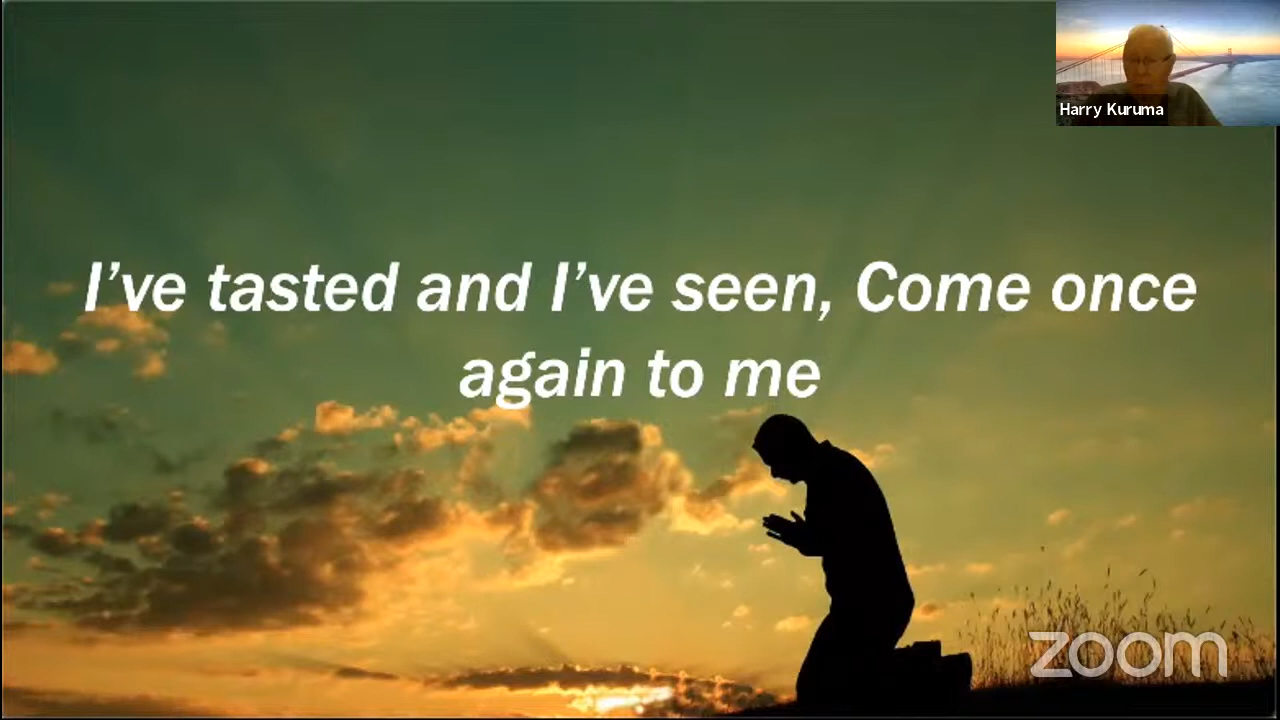 Harry Kuruma
I’ve tasted and I’ve seen, Come once
again to me
zoom